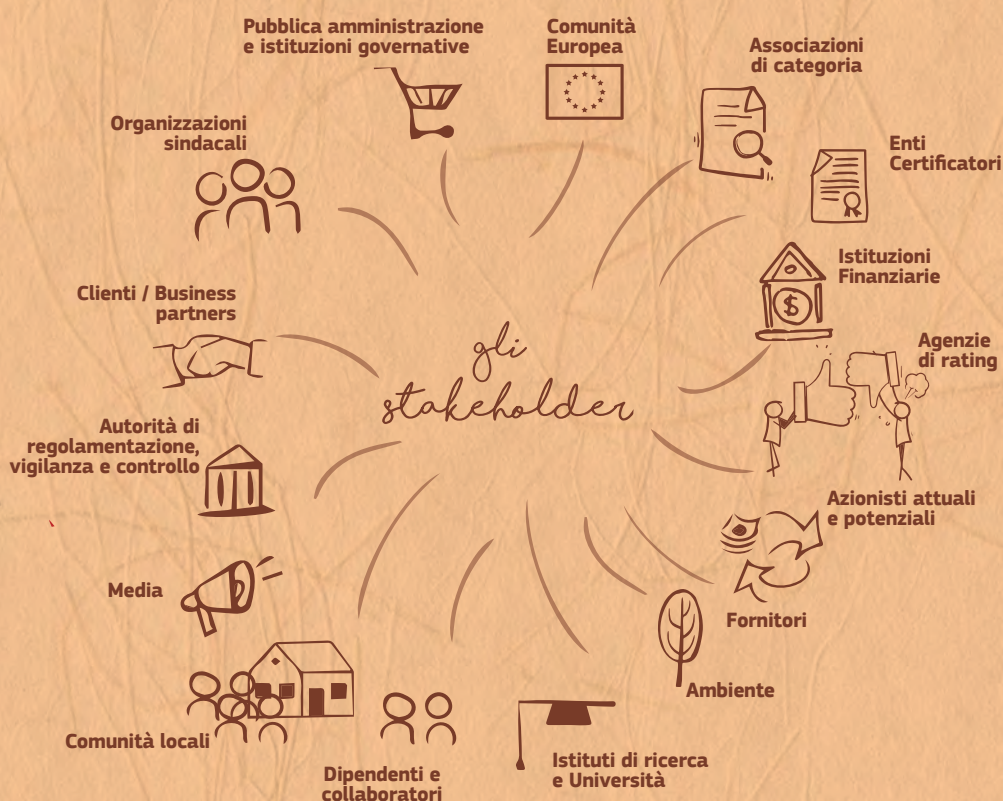 Pubblica amministrazione
e istituzioni governative
Comunità
Europea
Associazioni
di categoria
Enti
Certificatori
Istituzioni
Finanziarie
$
Agenzie
di rating
Azionisti attuali
e potenziali
Fornitori
Ambiente
Istituti di ricerca
e Università
Dipendenti e
collaboratori
Comunità locali
Media
Autorità di
regolamentazione,
vigilanza e controllo
Clienti / Business
partners
Organizzazioni
sindacali
gli
stakeholder